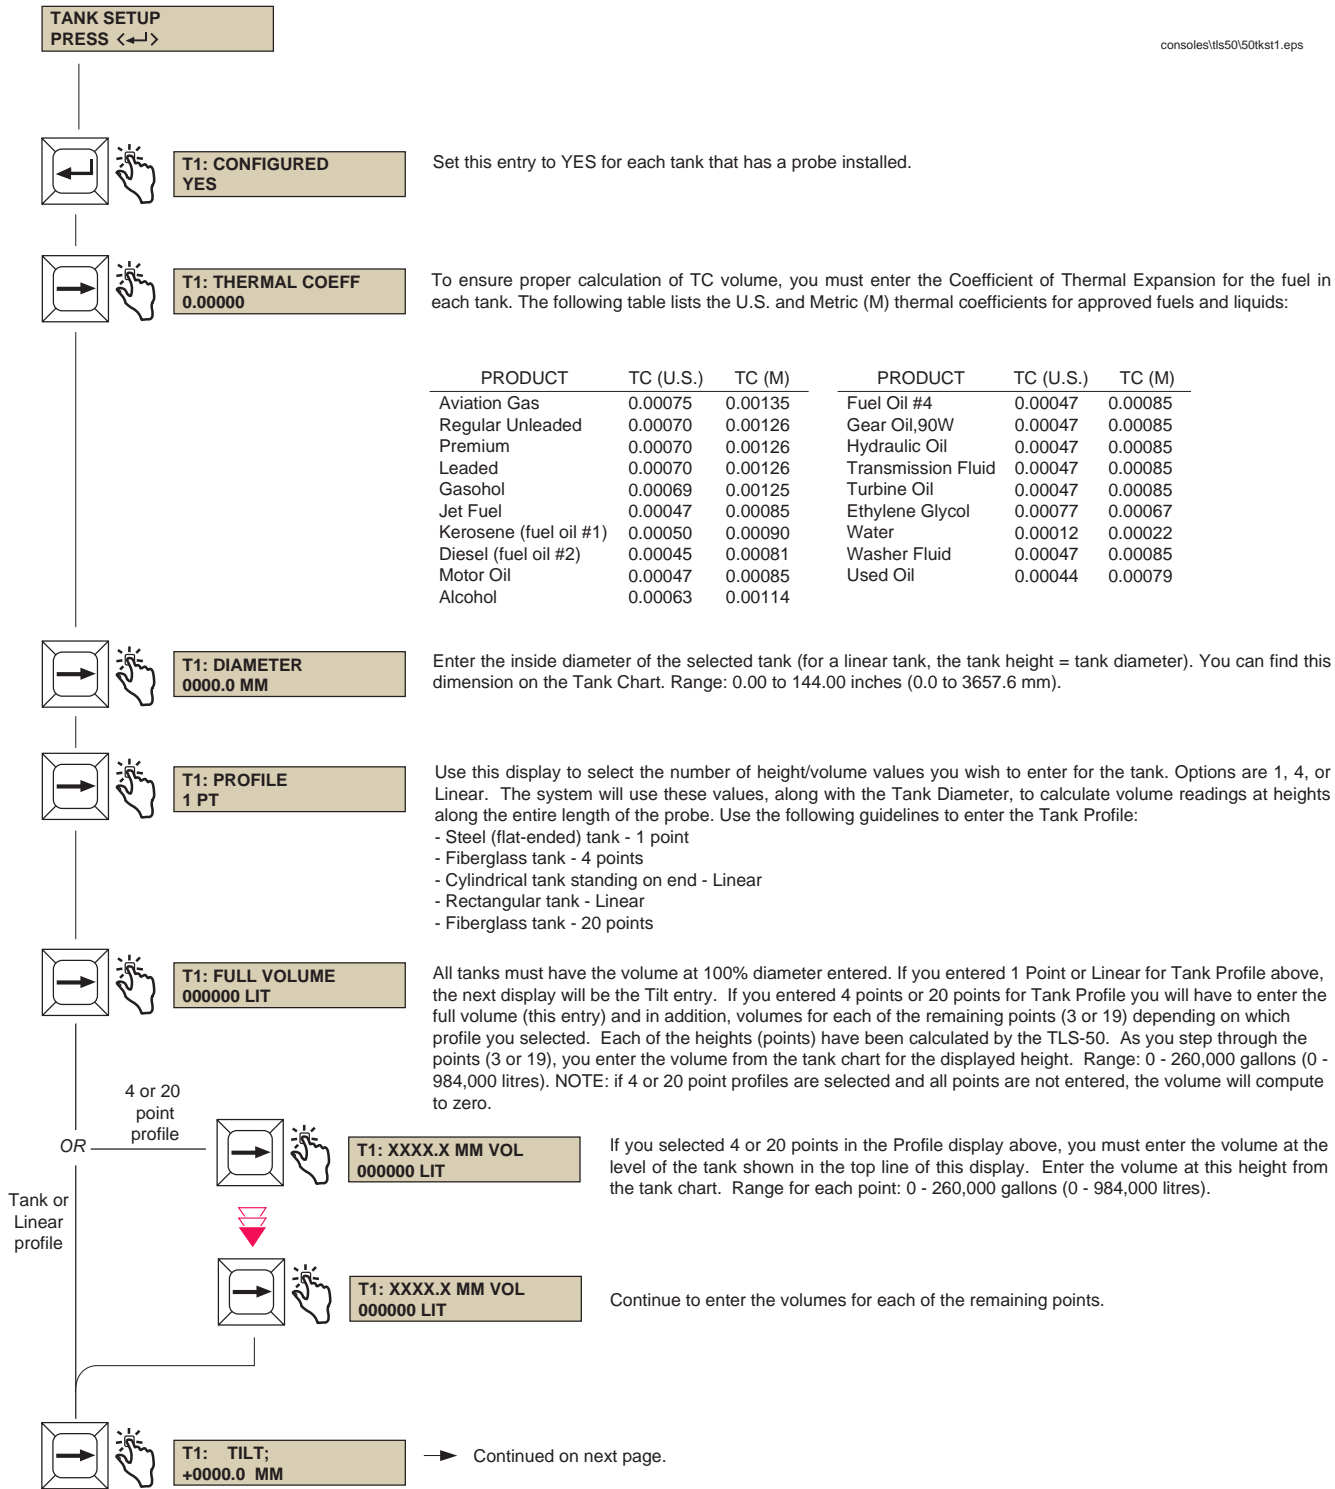 TANK SETUP
PRESS <↵>
consoles\tls50\50tkst1.eps
T1: CONFIGURED
YES
Set this entry to YES for each tank that has a probe installed.
T1: THERMAL COEFF
0.00000
To ensure proper calculation of TC volume, you must enter the Coefficient of Thermal Expansion for the fuel in
each tank. The following table lists the U.S. and Metric (M) thermal coefficients for approved fuels and liquids:
PRODUCT TC (U.S.) TC (M) PRODUCT TC (U.S.) TC (M)
Aviation Gas 0.00075 0.00135 Fuel Oil #4 0.00047 0.00085
Regular Unleaded 0.00070 0.00126 Gear Oil,90W 0.00047 0.00085
Premium 0.00070 0.00126 Hydraulic Oil 0.00047 0.00085
Leaded 0.00070 0.00126 Transmission Fluid 0.00047 0.00085
Gasohol 0.00069 0.00125 Turbine Oil 0.00047 0.00085
Jet Fuel 0.00047 0.00085 Ethylene Glycol 0.00077 0.00067
Kerosene (fuel oil #1) 0.00050 0.00090 Water 0.00012 0.00022
Diesel (fuel oil #2) 0.00045 0.00081 Washer Fluid 0.00047 0.00085
Motor Oil 0.00047 0.00085 Used Oil 0.00044 0.00079
Alcohol 0.00063 0.00114
T1: DIAMETER
0000.0 MM
Enter the inside diameter of the selected tank (for a linear tank, the tank height = tank diameter). You can find this
dimension on the Tank Chart. Range: 0.00 to 144.00 inches (0.0 to 3657.6 mm).
T1: PROFILE
1 PT
Use this display to select the number of height/volume values you wish to enter for the tank. Options are 1, 4, or
Linear. The system will use these values, along with the Tank Diameter, to calculate volume readings at heights
along the entire length of the probe. Use the following guidelines to enter the Tank Profile:
- Steel (flat-ended) tank - 1 point
- Fiberglass tank - 4 points
- Cylindrical tank standing on end - Linear
- Rectangular tank - Linear
- Fiberglass tank - 20 points
T1: FULL VOLUME
000000 LIT
All tanks must have the volume at 100% diameter entered. If you entered 1 Point or Linear for Tank Profile above,
the next display will be the Tilt entry. If you entered 4 points or 20 points for Tank Profile you will have to enter the
full volume (this entry) and in addition, volumes for each of the remaining points (3 or 19) depending on which
profile you selected. Each of the heights (points) have been calculated by the TLS-50. As you step through the
points (3 or 19), you enter the volume from the tank chart for the displayed height. Range: 0 - 260,000 gallons (0 -
984,000 litres). NOTE: if 4 or 20 point profiles are selected and all points are not entered, the volume will compute
to zero.
4 or 20
point
profile
OR
T1: XXXX.X MM VOL
000000 LIT
If you selected 4 or 20 points in the Profile display above, you must enter the volume at the
level of the tank shown in the top line of this display. Enter the volume at this height from
the tank chart. Range for each point: 0 - 260,000 gallons (0 - 984,000 litres).
Tank or
Linear
profile
T1: XXXX.X MM VOL
000000 LIT
Continue to enter the volumes for each of the remaining points.
T1: TILT;
+0000.0 MM
Continued on next page.